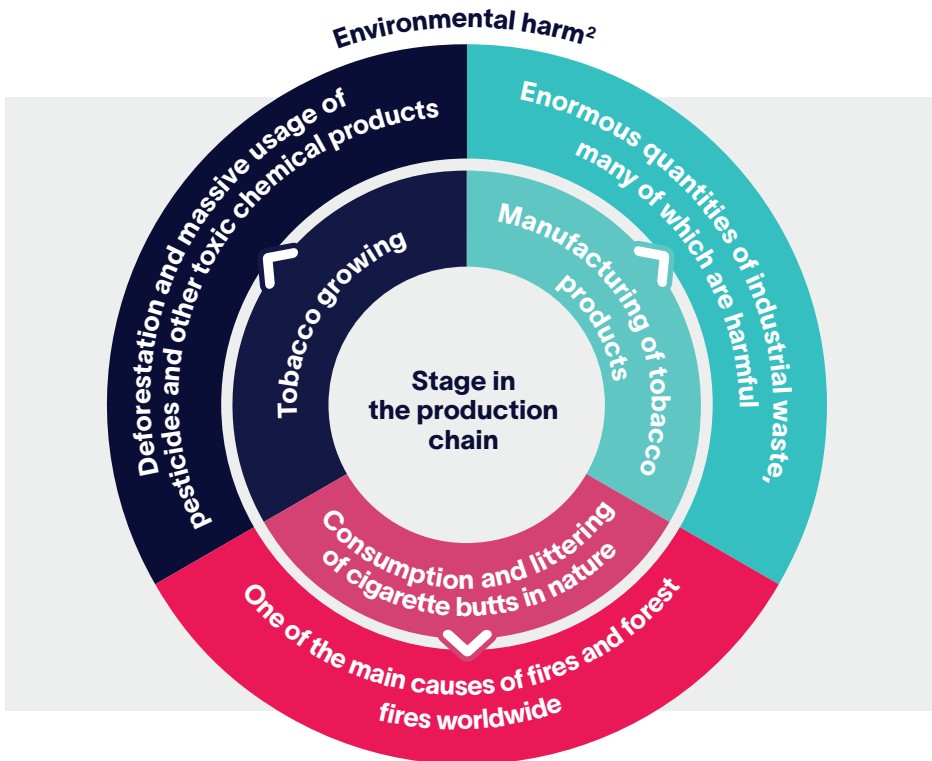 Environmental harm²
Deforestation and massive usage of
pesticides and other toxic chemical products
Enormous quantities of industrial waste,
many of which are harmful
Tobacco growing
Manufacturing of tobacco
products
Stage in
the production
chain
Consumption and littering
of cigarette butts in nature
One of the main causes of fires and forest
fires worldwide